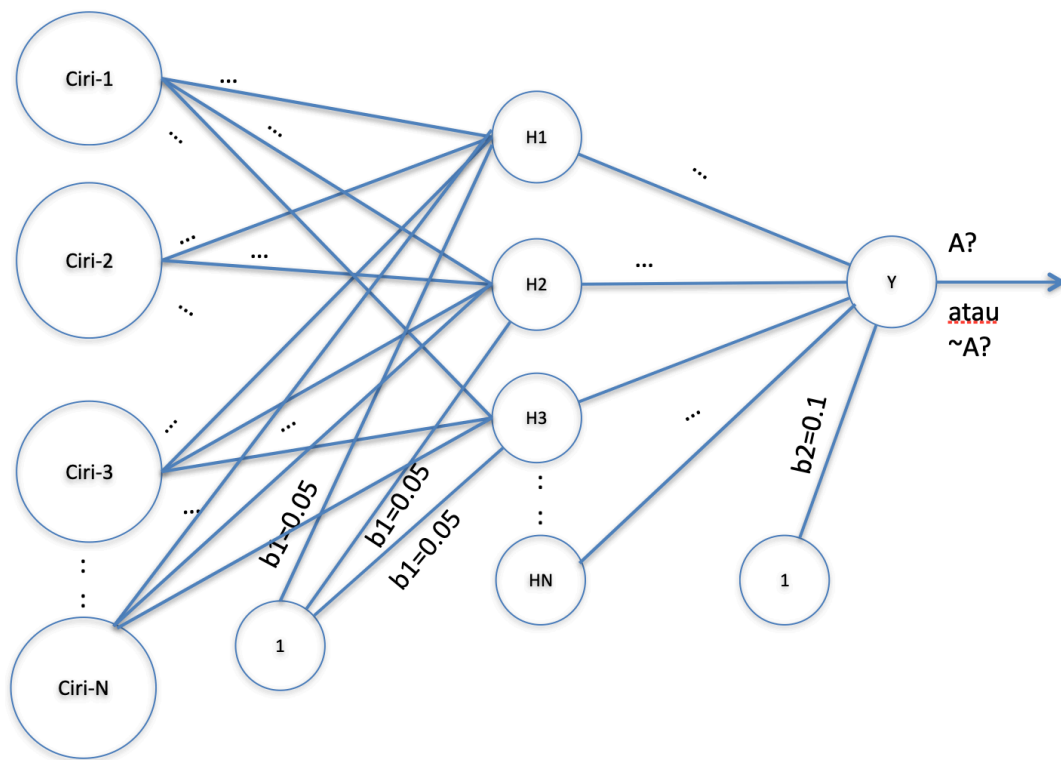 Ciri-1
...
...
...
H1
...
Ciri-2
...
...
...
H2
...
Y
A?
atau
~A?
Ciri-3
...
...
...
H3
...
b1=0.05
b1=0.05
b1=0.05
b2=0.1
:
:
:
:
HN
1
1
Ciri-N